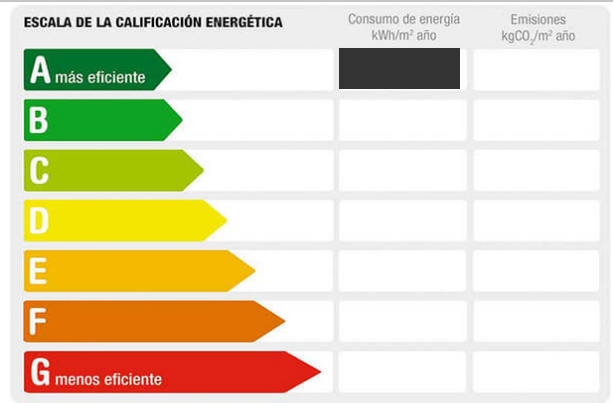 ESCALA DE LA CALIFICACIÓN ENERGÉTICA
Consumo de energía
kWh/m² año
Emisiones
kgCO₂/m² año
A más eficiente
B
C
D
E
F
G menos eficiente